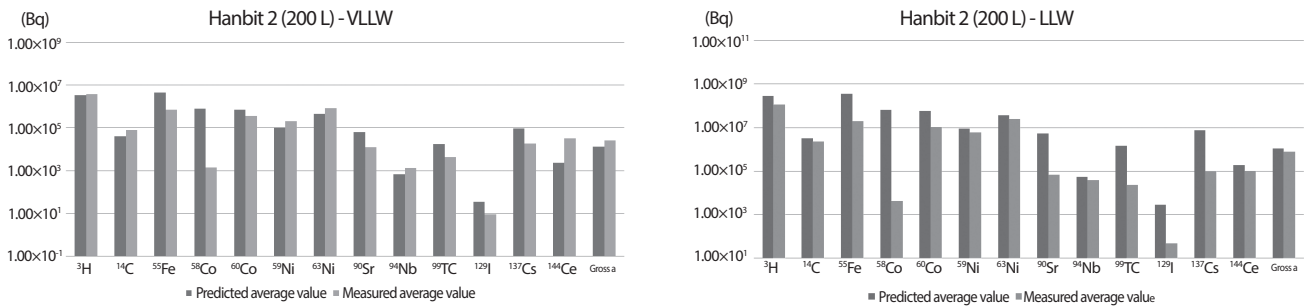 (Bq) Hanbit 2 (200 L) - VLLW
1.00×10⁹
1.00×10⁷
1.00×10⁵
1.00×10³
1.00×10¹
1.00×10⁻¹
³H ¹⁴C ⁵⁵Fe ⁵⁸Co ⁶⁰Co ⁵⁹Ni ⁶³Ni ⁹⁰Sr ⁹⁴Nb ⁹⁹TC ¹²⁹I ¹³⁷Cs ¹⁴⁴Ce Gross a
Predicted average value Measured average value
(Bq) Hanbit 2 (200 L) - LLW
1.00×10¹¹
1.00×10⁹
1.00×10⁷
1.00×10⁵
1.00×10³
1.00×10¹
³H ¹⁴C ⁵⁵Fe ⁵⁸Co ⁶⁰Co ⁵⁹Ni ⁶³Ni ⁹⁰Sr ⁹⁴Nb ⁹⁹TC ¹²⁹I ¹³⁷Cs ¹⁴⁴Ce Gross a
Predicted average value Measured average value